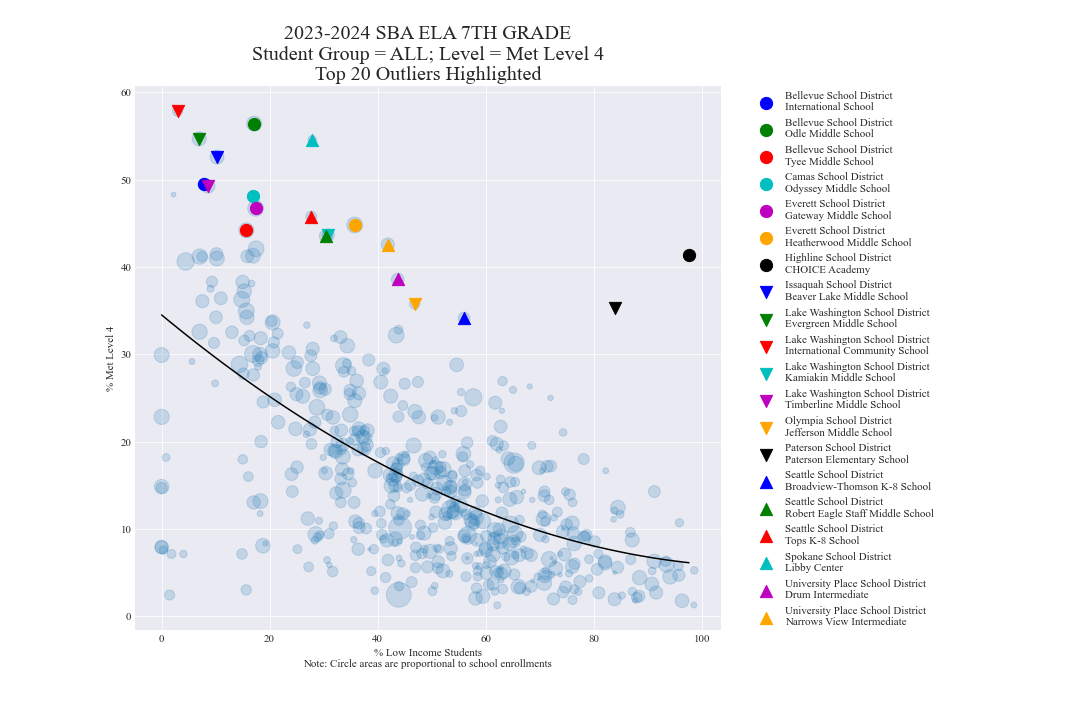 2023-2024 SBA ELA 7TH GRADE
Student Group = ALL; Level = Met Level 4
Top 20 Outliers Highlighted
% Met Level 4
60
50
40
30
20
10
0
0 20 40 60 80 100
% Low Income Students
Note: Circle areas are proportional to school enrollments
Bellevue School District
International School
Bellevue School District
Odle Middle School
Bellevue School District
Tyee Middle School
Camas School District
Odyssey Middle School
Everett School District
Gateway Middle School
Everett School District
Heatherwood Middle School
Highline School District
CHOICE Academy
Issaquah School District
Beaver Lake Middle School
Lake Washington School District
Evergreen Middle School
Lake Washington School District
International Community School
Lake Washington School District
Kamiakin Middle School
Lake Washington School District
Timberline Middle School
Olympia School District
Jefferson Middle School
Paterson School District
Paterson Elementary School
Seattle School District
Broadview-Thomson K-8 School
Seattle School District
Robert Eagle Staff Middle School
Seattle School District
Tops K-8 School
Spokane School District
Libby Center
University Place School District
Drum Intermediate
University Place School District
Narrows View Intermediate